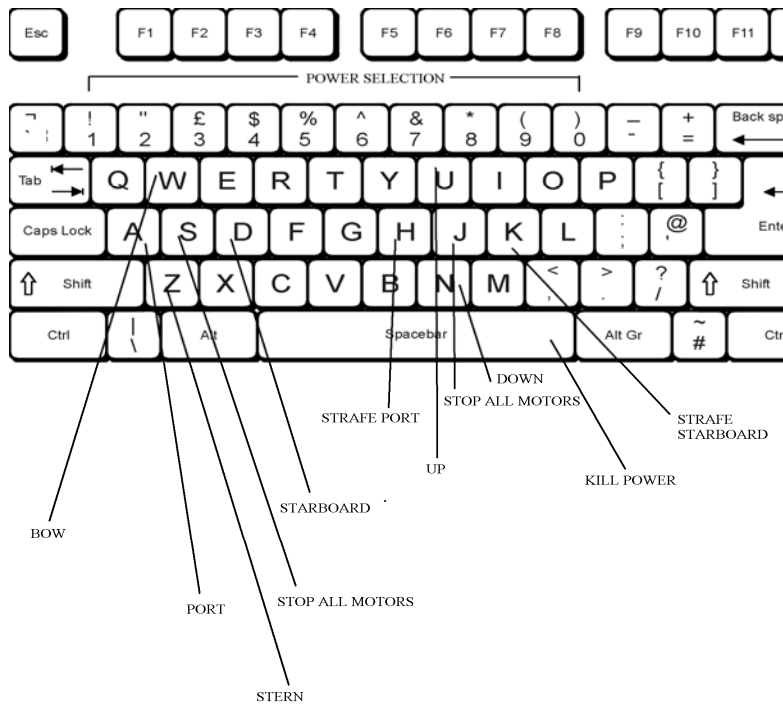 Esc F1 F2 F3 F4 F5 F6 F7 F8 F9 F10 F11
POWER SELECTION
¬ ! " £ $ % ^ & * ( ) _ + Back sp
` ¦ 1 2 3 4 5 6 7 8 9 0 - =
Tab Q W E R T Y U I O P { [ } ]
Caps Lock A S D F G H J K L : ; @ ' Ente
Shift Z X C V B N M < , > . ? / Shift
Ctrl | \ Alt Spacebar Alt Gr ~ # Ctr
DOWN
STOP ALL MOTORS
STRAFE PORT
STRAFE
STARBOARD
UP
KILL POWER
STARBOARD
BOW
STOP ALL MOTORS
PORT
STERN